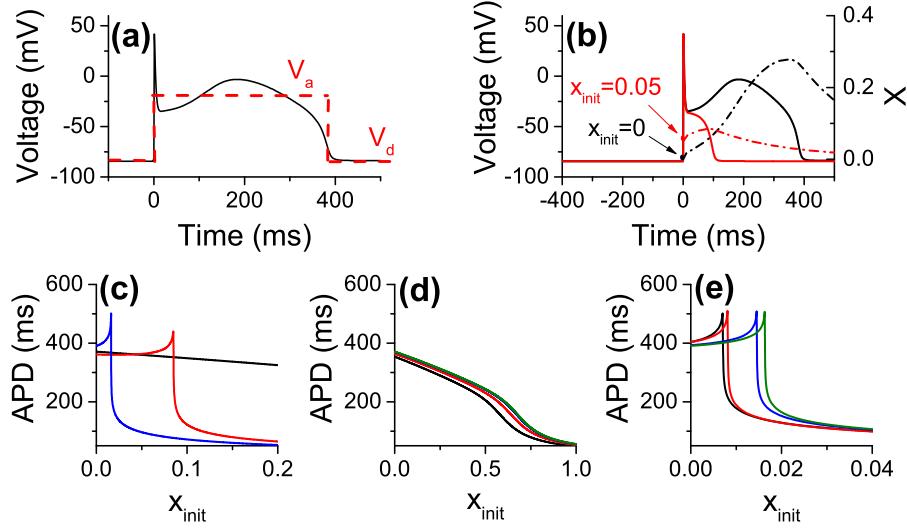 (a)
Voltage (mV)
50
0
-50
-100
V_a
V_d
0 200 400
Time (ms)
(b)
Voltage (mV)
50
0
-50
-100
x_init=0.05
x_init=0
0.4
0.2
0.0
X
-400 -200 0 200 400
Time (ms)
(c)
APD (ms)
600
400
200
0.0 0.1 0.2
x_init
(d)
APD (ms)
600
400
200
0.0 0.5 1.0
x_init
(e)
APD (ms)
600
400
200
0.00 0.02 0.04
x_init